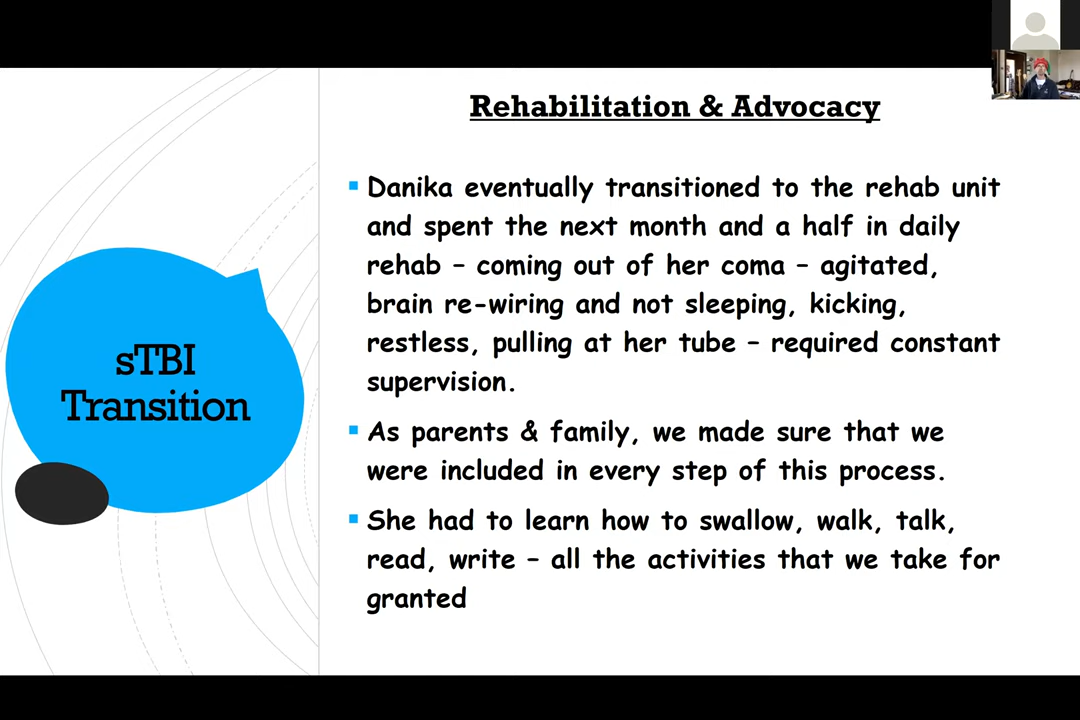 Rehabilitation & Advocacy
Danika eventually transitioned to the rehab unit
and spent the next month and a half in daily
rehab – coming out of her coma – agitated,
brain re-wiring and not sleeping, kicking,
restless, pulling at her tube – required constant
supervision.
As parents & family, we made sure that we
were included in every step of this process.
She had to learn how to swallow, walk, talk,
read, write – all the activities that we take for
granted
sTBI
Transition